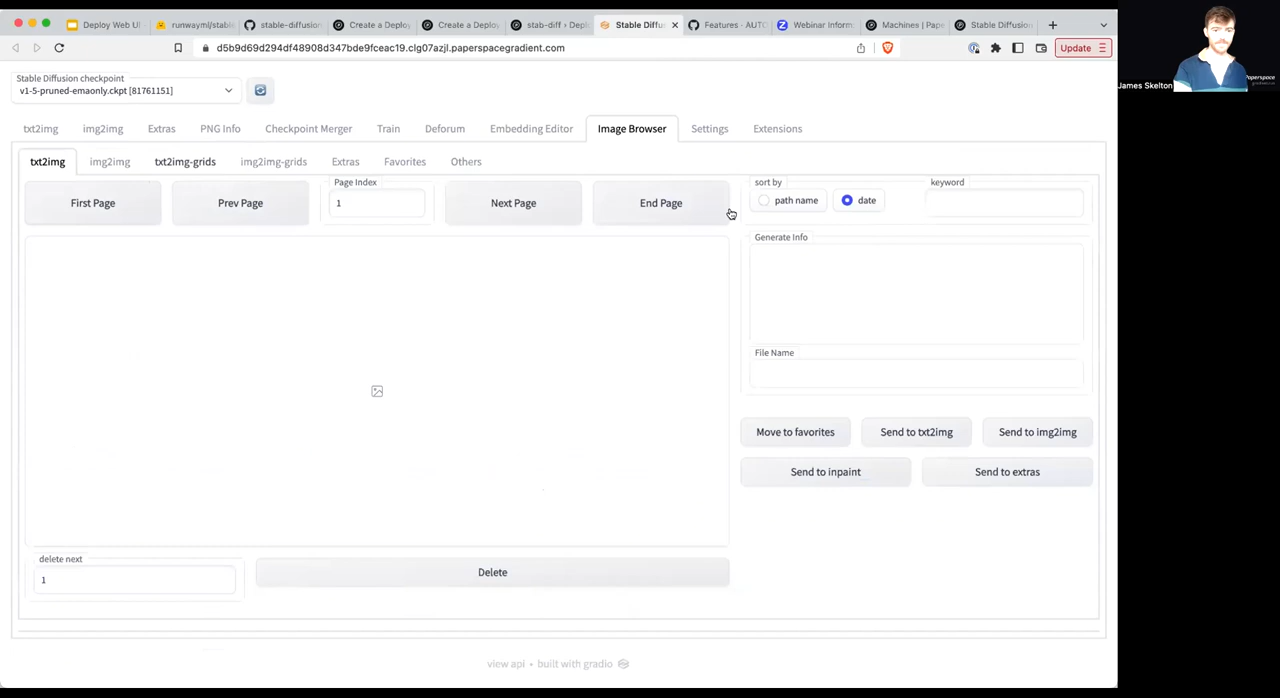 Deploy Web UI
runwayml/stable
stable-diffusion
Create a Deploy
Create a Deploy
stab-diff › Depl
Stable Diffu
Features · AUTO
Webinar Inform
Machines | Pape
Stable Diffusion
d5b9d69d294df48908d347bde9fceac19.clg07azjl.paperspacegradient.com
Update
James Skelton
Paperspace
gradient
Stable Diffusion checkpoint
v1-5-pruned-emaonly.ckpt [81761151]
txt2img
img2img
Extras
PNG Info
Checkpoint Merger
Train
Deforum
Embedding Editor
Image Browser
Settings
Extensions
txt2img
img2img
txt2img-grids
img2img-grids
Extras
Favorites
Others
First Page
Prev Page
Page Index
1
Next Page
End Page
sort by
path name
date
keyword
Generate Info
File Name
Move to favorites
Send to txt2img
Send to img2img
Send to inpaint
Send to extras
delete next
1
Delete
view api • built with gradio